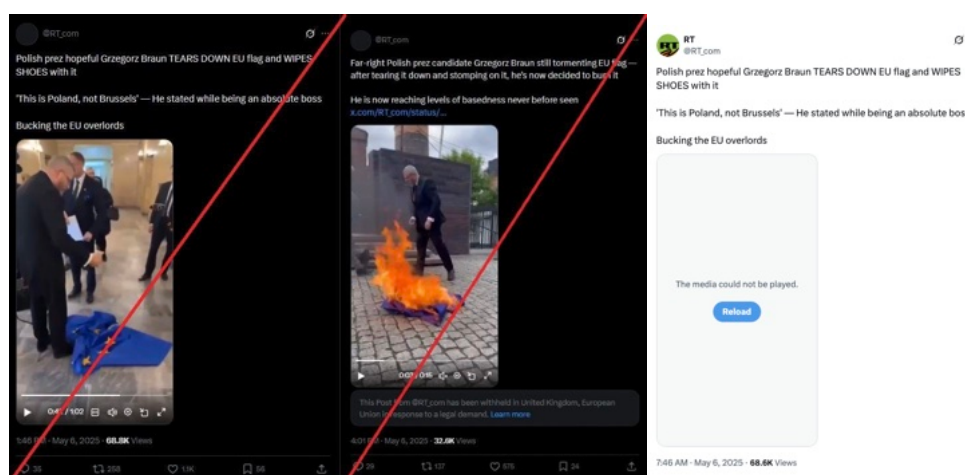 @RT_com
Polish prez hopeful Grzegorz Braun TEARS DOWN EU flag and WIPES
SHOES with it
'This is Poland, not Brussels' — He stated while being an absolute boss
Bucking the EU overlords
1:02
1:46 PM · May 6, 2025 · 68.8K Views
35
258
1.1K
56
@RT_com
Far-right Polish prez candidate Grzegorz Braun still tormenting EU flag —
after tearing it down and stomping on it, he's now decided to burn it
He is now reaching levels of basedness never before seen
x.com/RT_com/status/...
This Post from @RT_com has been withheld in United Kingdom, European
Union in response to a legal demand. Learn more
May 6, 2025 · 32.6K Views
29
137
675
24
RT
RT
@RT_com
Polish prez hopeful Grzegorz Braun TEARS DOWN EU flag and WIPES
SHOES with it
'This is Poland, not Brussels' — He stated while being an absolute bos
Bucking the EU overlords
The media could not be played.
Reload
7:46 AM · May 6, 2025 · 68.6K Views